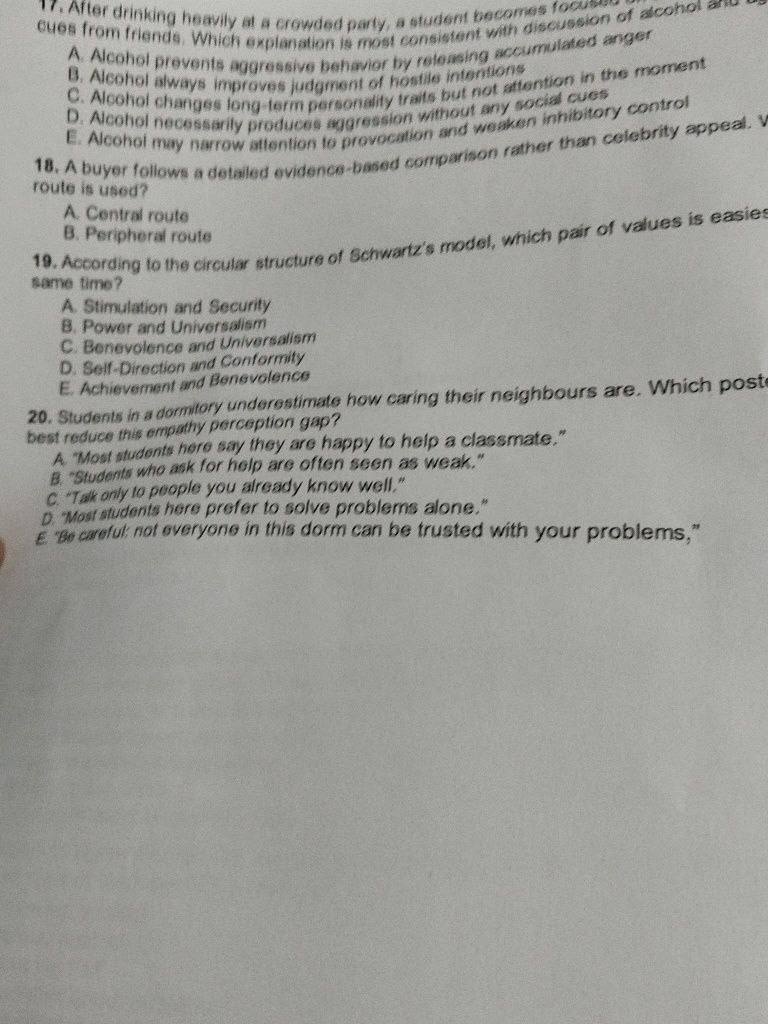 17. After drinking heavily at a crowded party, a student becomes focused
cues from friends. Which explanation is most consistent with discussion of alcohol and
A. Alcohol prevents aggressive behavior by releasing accumulated anger
B. Alcohol always improves judgment of hostile intentions
C. Alcohol changes long-term personality traits but not attention in the moment
D. Alcohol necessarily produces aggression without any social cues
E. Alcohol may narrow attention to provocation and weaken inhibitory control
18. A buyer follows a detailed evidence-based comparison rather than celebrity appeal.
route is used?
A. Central route
B. Peripheral route
19. According to the circular structure of Schwartz's model, which pair of values is easies
same time?
A. Stimulation and Security
B. Power and Universalism
C. Benevolence and Universalism
D. Self-Direction and Conformity
E. Achievement and Benevolence
20. Students in a dormitory underestimate how caring their neighbours are. Which poste
best reduce this empathy perception gap?
A. "Most students here say they are happy to help a classmate."
B. "Students who ask for help are often seen as weak."
C. "Talk only to people you already know well."
D. "Most students here prefer to solve problems alone."
E. "Be careful: not everyone in this dorm can be trusted with your problems,"